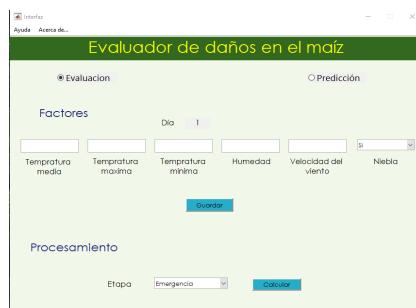 Interfaz
Ayuda Acerca de...
Evaluador de daños en el maíz
Evaluacion Predicción
Factores
Día 1
Si
Tempratura media Tempratura maxima Tempratura minima Humedad Velocidad del viento Niebla
Guardar
Procesamiento
Etapa Emergencia Calcular